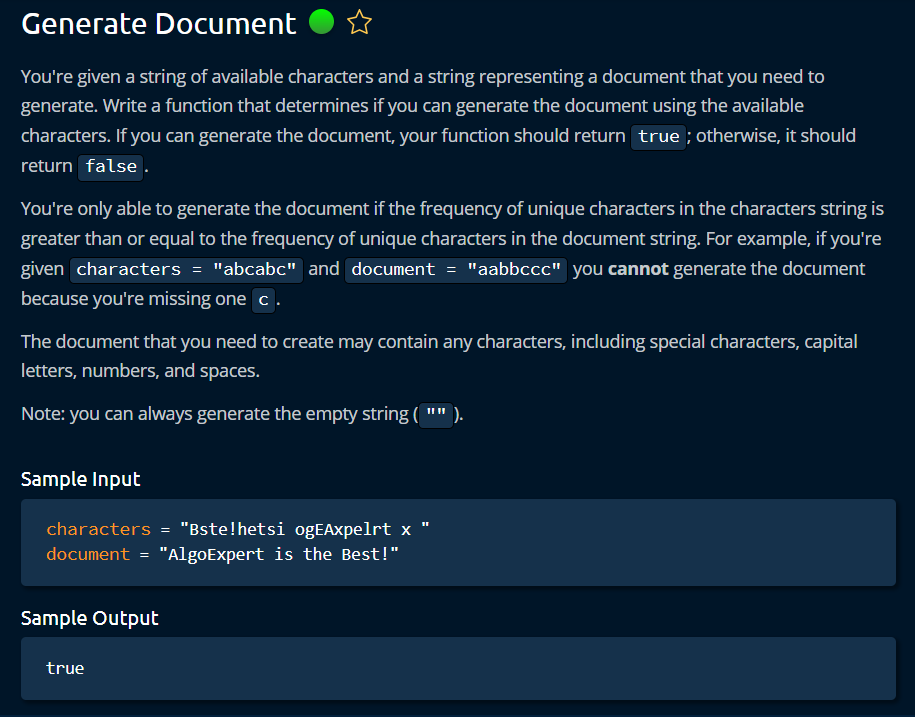 Generate Document
You're given a string of available characters and a string representing a document that you need to
generate. Write a function that determines if you can generate the document using the available
characters. If you can generate the document, your function should return true; otherwise, it should
return false.
You're only able to generate the document if the frequency of unique characters in the characters string is
greater than or equal to the frequency of unique characters in the document string. For example, if you're
given characters = "abcabc" and document = "aabbccc" you cannot generate the document
because you're missing one c.
The document that you need to create may contain any characters, including special characters, capital
letters, numbers, and spaces.
Note: you can always generate the empty string ("").
Sample Input
characters = "Bste!hetsi ogEAxpelrt x "
document = "AlgoExpert is the Best!"
Sample Output
true